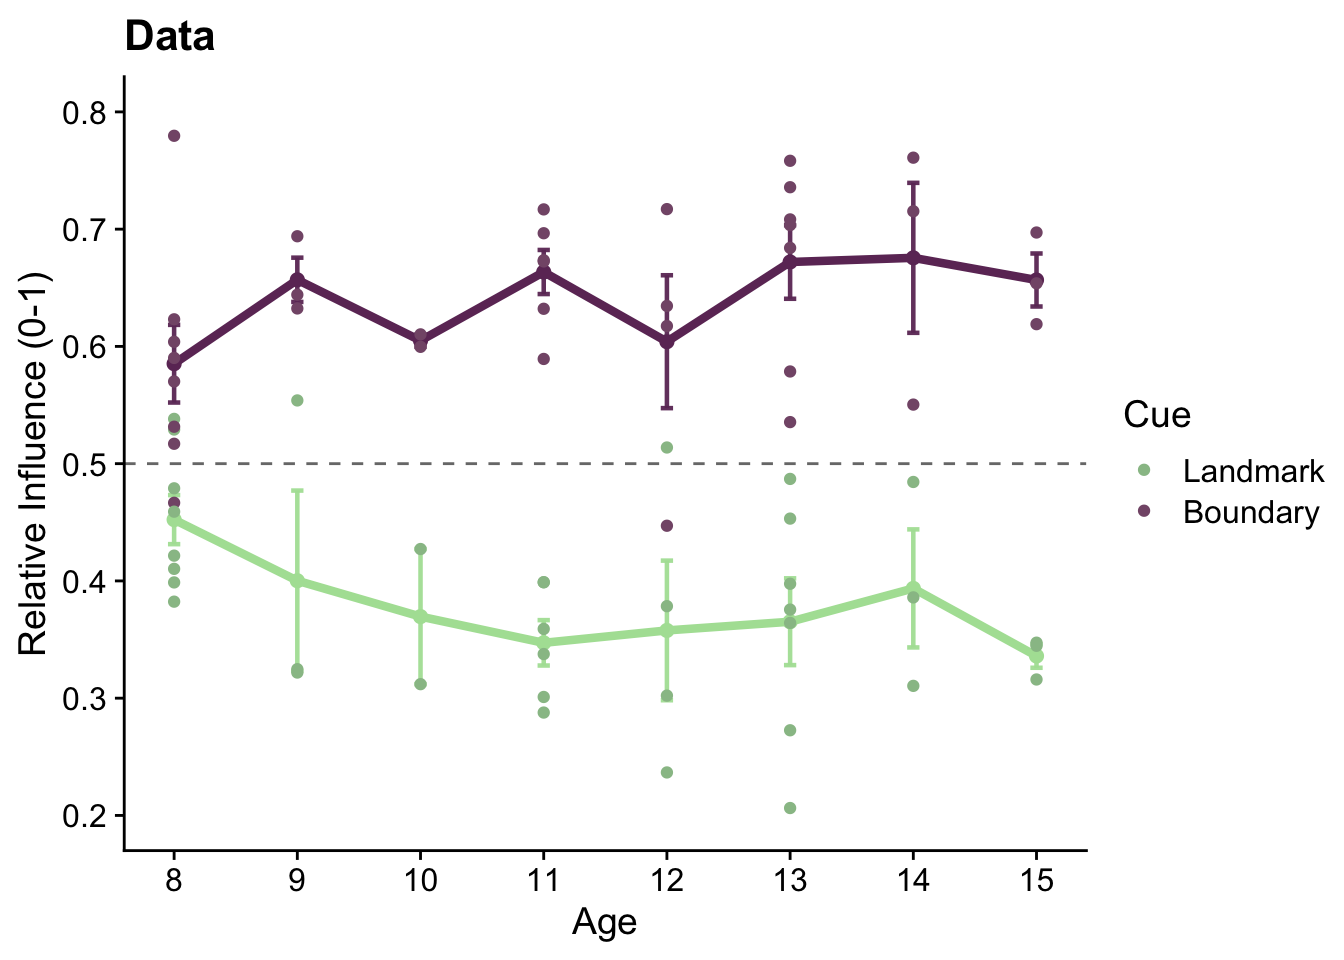 Data
0.8
0.7
0.6
0.5
0.4
0.3
0.2
Relative Influence (0-1)
8 9 10 11 12 13 14 15
Age
Cue
Landmark
Boundary